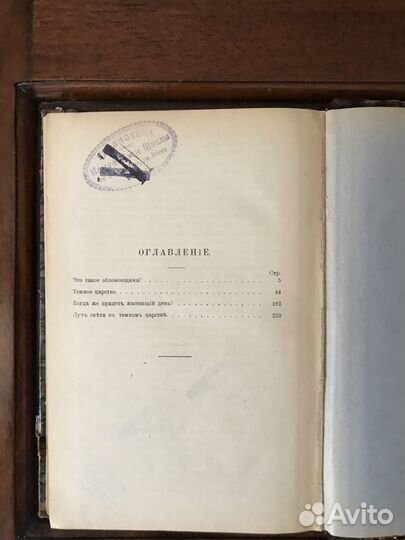 ОГЛАВЛЕНІЕ.
Стр.
Что такое обломовщина? 5
Темное царство. 44
Когда же придетъ настоящій день? 182
Лучъ свѣта въ темномъ царствѣ. 229
Avito